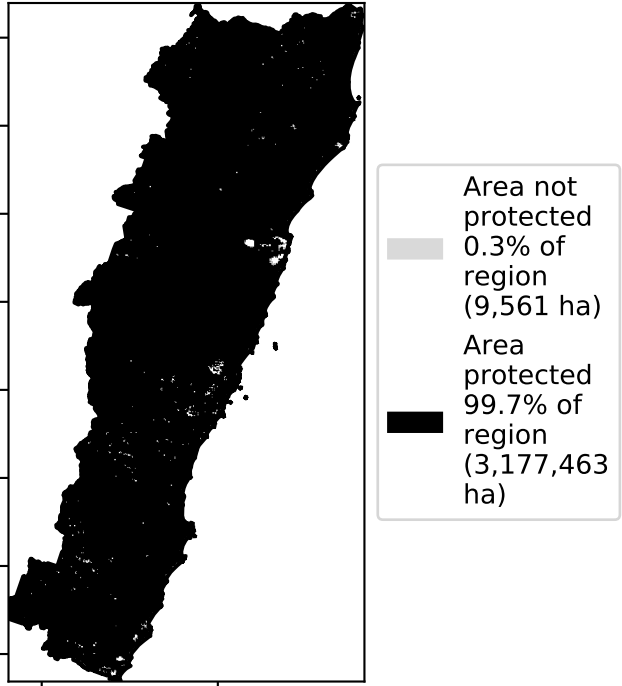 Area not
protected
0.3% of
region
(9,561 ha)
Area
protected
99.7% of
region
(3,177,463
ha)